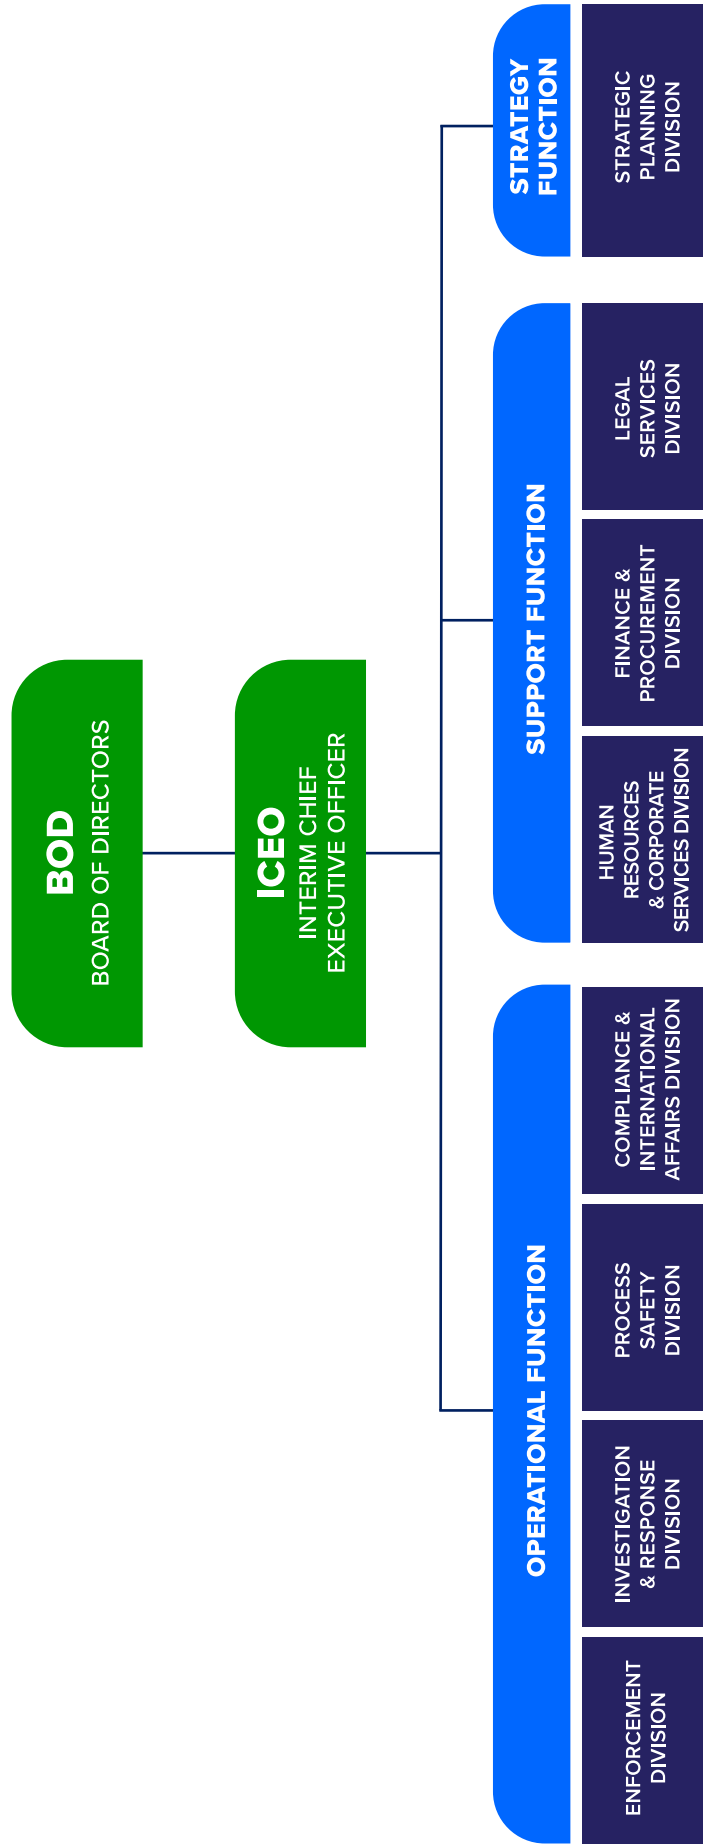 BOD
BOARD OF DIRECTORS
ICEO
INTERIM CHIEF
EXECUTIVE OFFICER
OPERATIONAL FUNCTION
SUPPORT FUNCTION
STRATEGY
FUNCTION
ENFORCEMENT
DIVISION
INVESTIGATION
& RESPONSE
DIVISION
PROCESS
SAFETY
DIVISION
COMPLIANCE &
INTERNATIONAL
AFFAIRS DIVISION
HUMAN
RESOURCES
& CORPORATE
SERVICES DIVISION
FINANCE &
PROCUREMENT
DIVISION
LEGAL
SERVICES
DIVISION
STRATEGIC
PLANNING
DIVISION